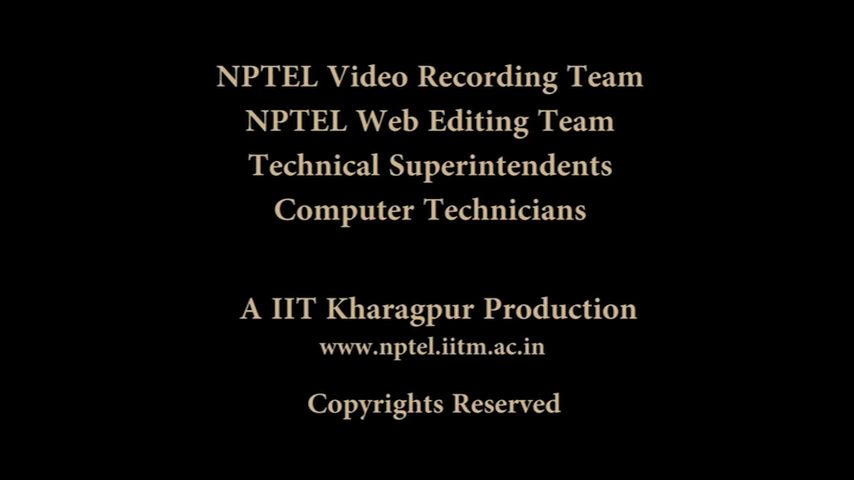 NPTEL Video Recording Team
NPTEL Web Editing Team
Technical Superintendents
Computer Technicians
A IIT Kharagpur Production
www.nptel.iitm.ac.in
Copyrights Reserved